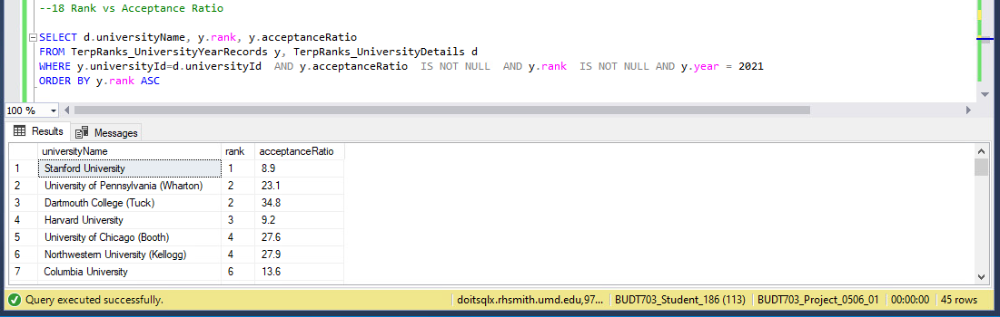 --18 Rank vs Acceptance Ratio
SELECT d.universityName, y.rank, y.acceptanceRatio
FROM TerpRanks_UniversityYearRecords y, TerpRanks_UniversityDetails d
WHERE y.universityId=d.universityId  AND y.acceptanceRatio  IS NOT NULL  AND y.rank  IS NOT NULL AND y.year = 2021
ORDER BY y.rank ASC
100 %
Results Messages
universityName rank acceptanceRatio
1 Stanford University 1 8.9
2 University of Pennsylvania (Wharton) 2 23.1
3 Dartmouth College (Tuck) 2 34.8
4 Harvard University 3 9.2
5 University of Chicago (Booth) 4 27.6
6 Northwestern University (Kellogg) 4 27.9
7 Columbia University 6 13.6
Query executed successfully. doitsqlx.rhsmith.umd.edu,97... BUDT703_Student_186 (113) BUDT703_Project_0506_01 00:00:00 45 rows